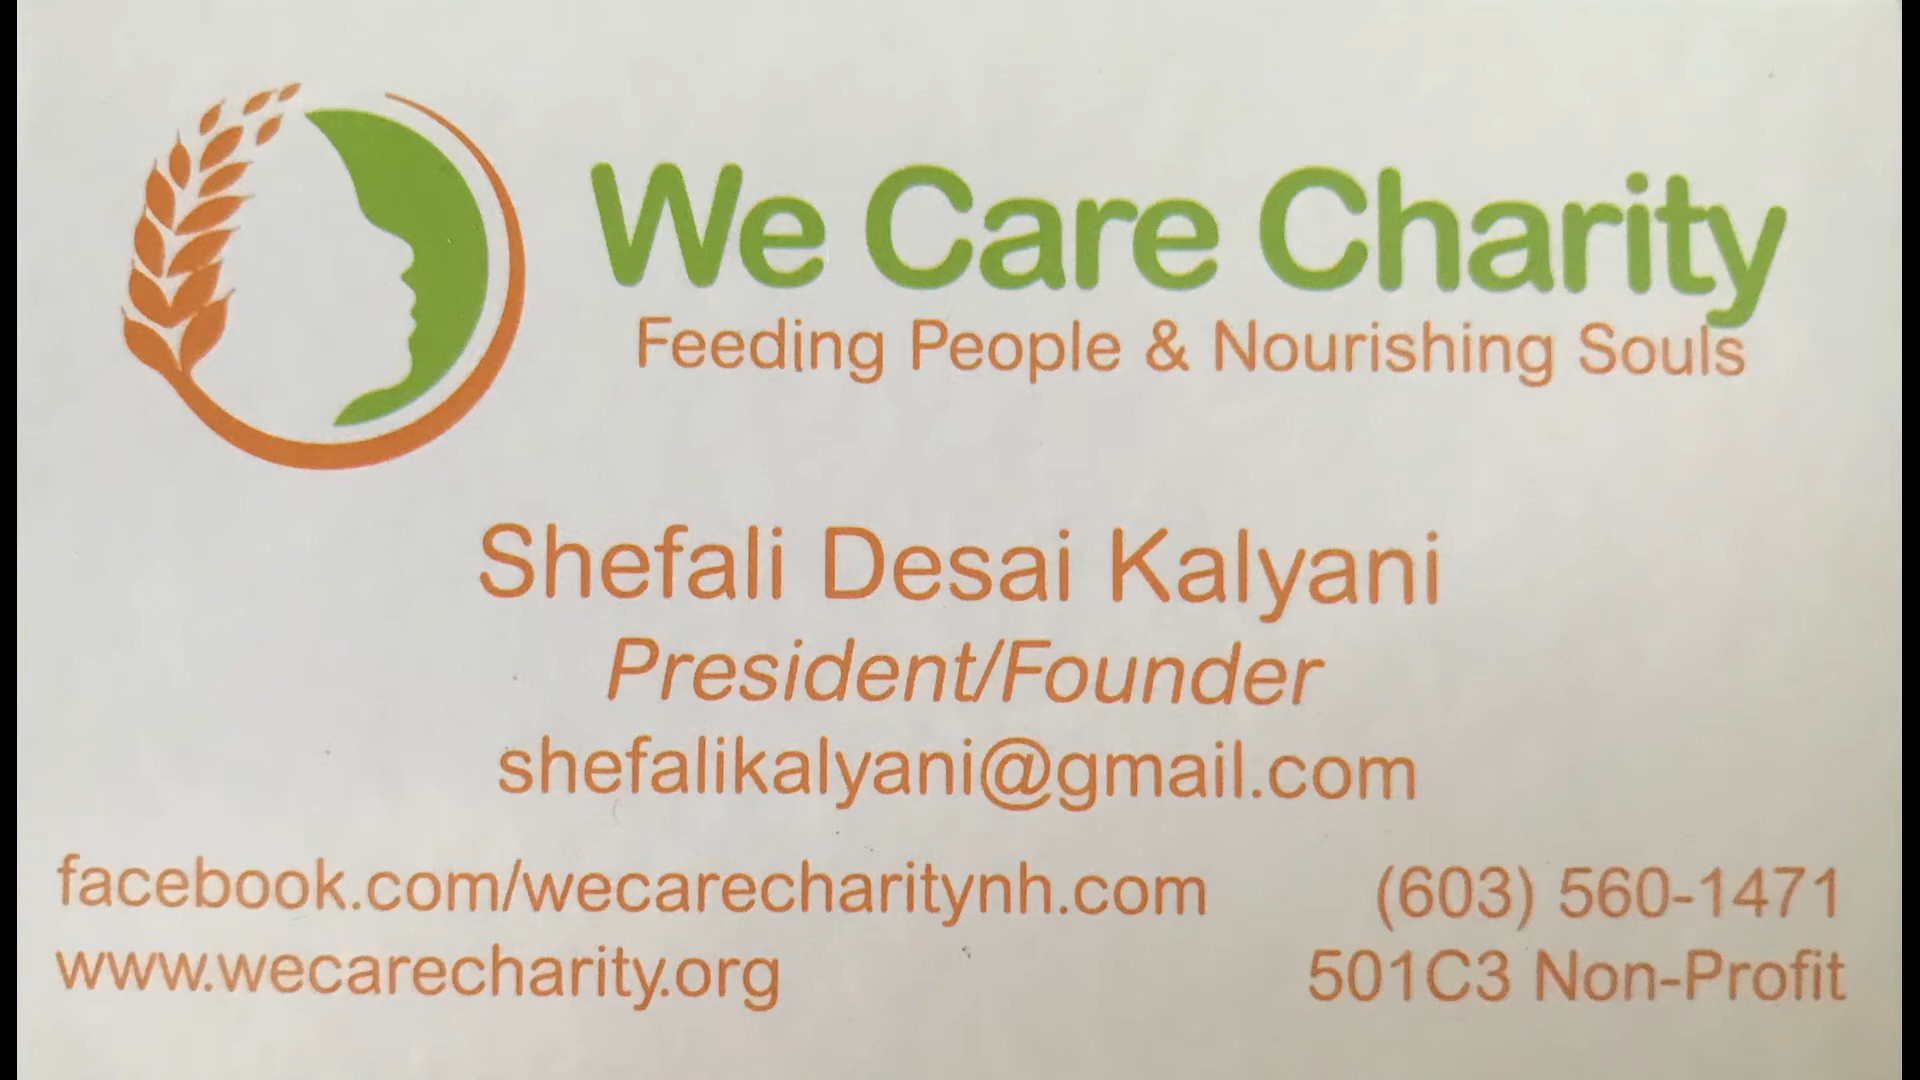 We Care Charity
Feeding People & Nourishing Souls
Shefali Desai Kalyani
President/Founder
shefalikalyani@gmail.com
facebook.com/wecarecharitynh.com
(603) 560-1471
www.wecarecharity.org
501C3 Non-Profit